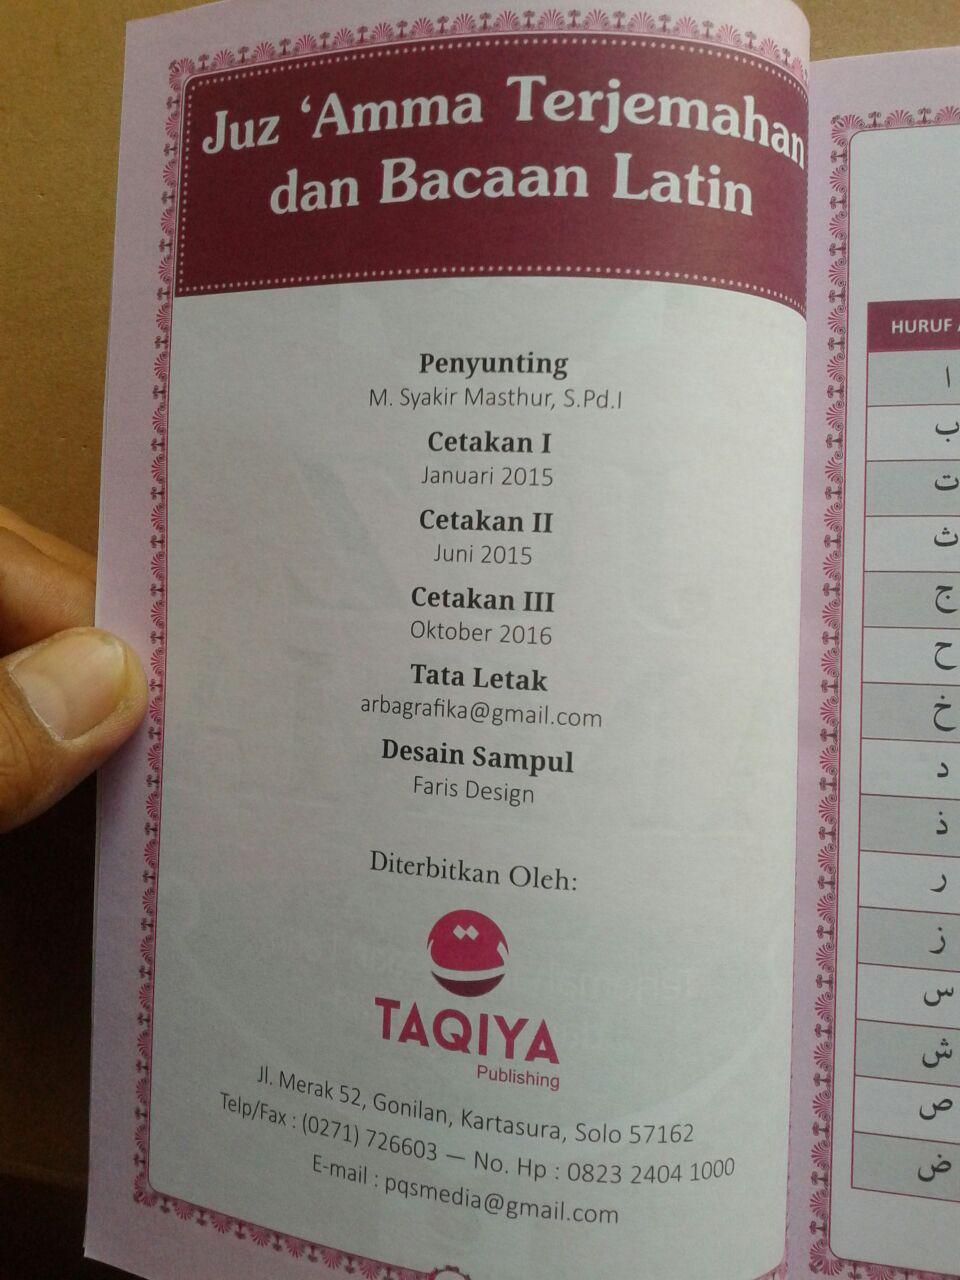 Juz ‘Amma Terjemahan
dan Bacaan Latin
Penyunting
M. Syakir Masthur, S.Pd.I
Cetakan I
Januari 2015
Cetakan II
Juni 2015
Cetakan III
Oktober 2016
Tata Letak
arbagrafika@gmail.com
Desain Sampul
Faris Design
Diterbitkan Oleh:
TAQIYA
Publishing
Jl. Merak 52, Gonilan, Kartasura, Solo 57162
Telp/Fax : (0271) 726603 — No. Hp : 0823 2404 1000
E-mail : pqsmedia@gmail.com
HURUF
ا
ب
ت
ث
ج
ح
خ
د
ذ
ر
ز
س
ش
ص
ض